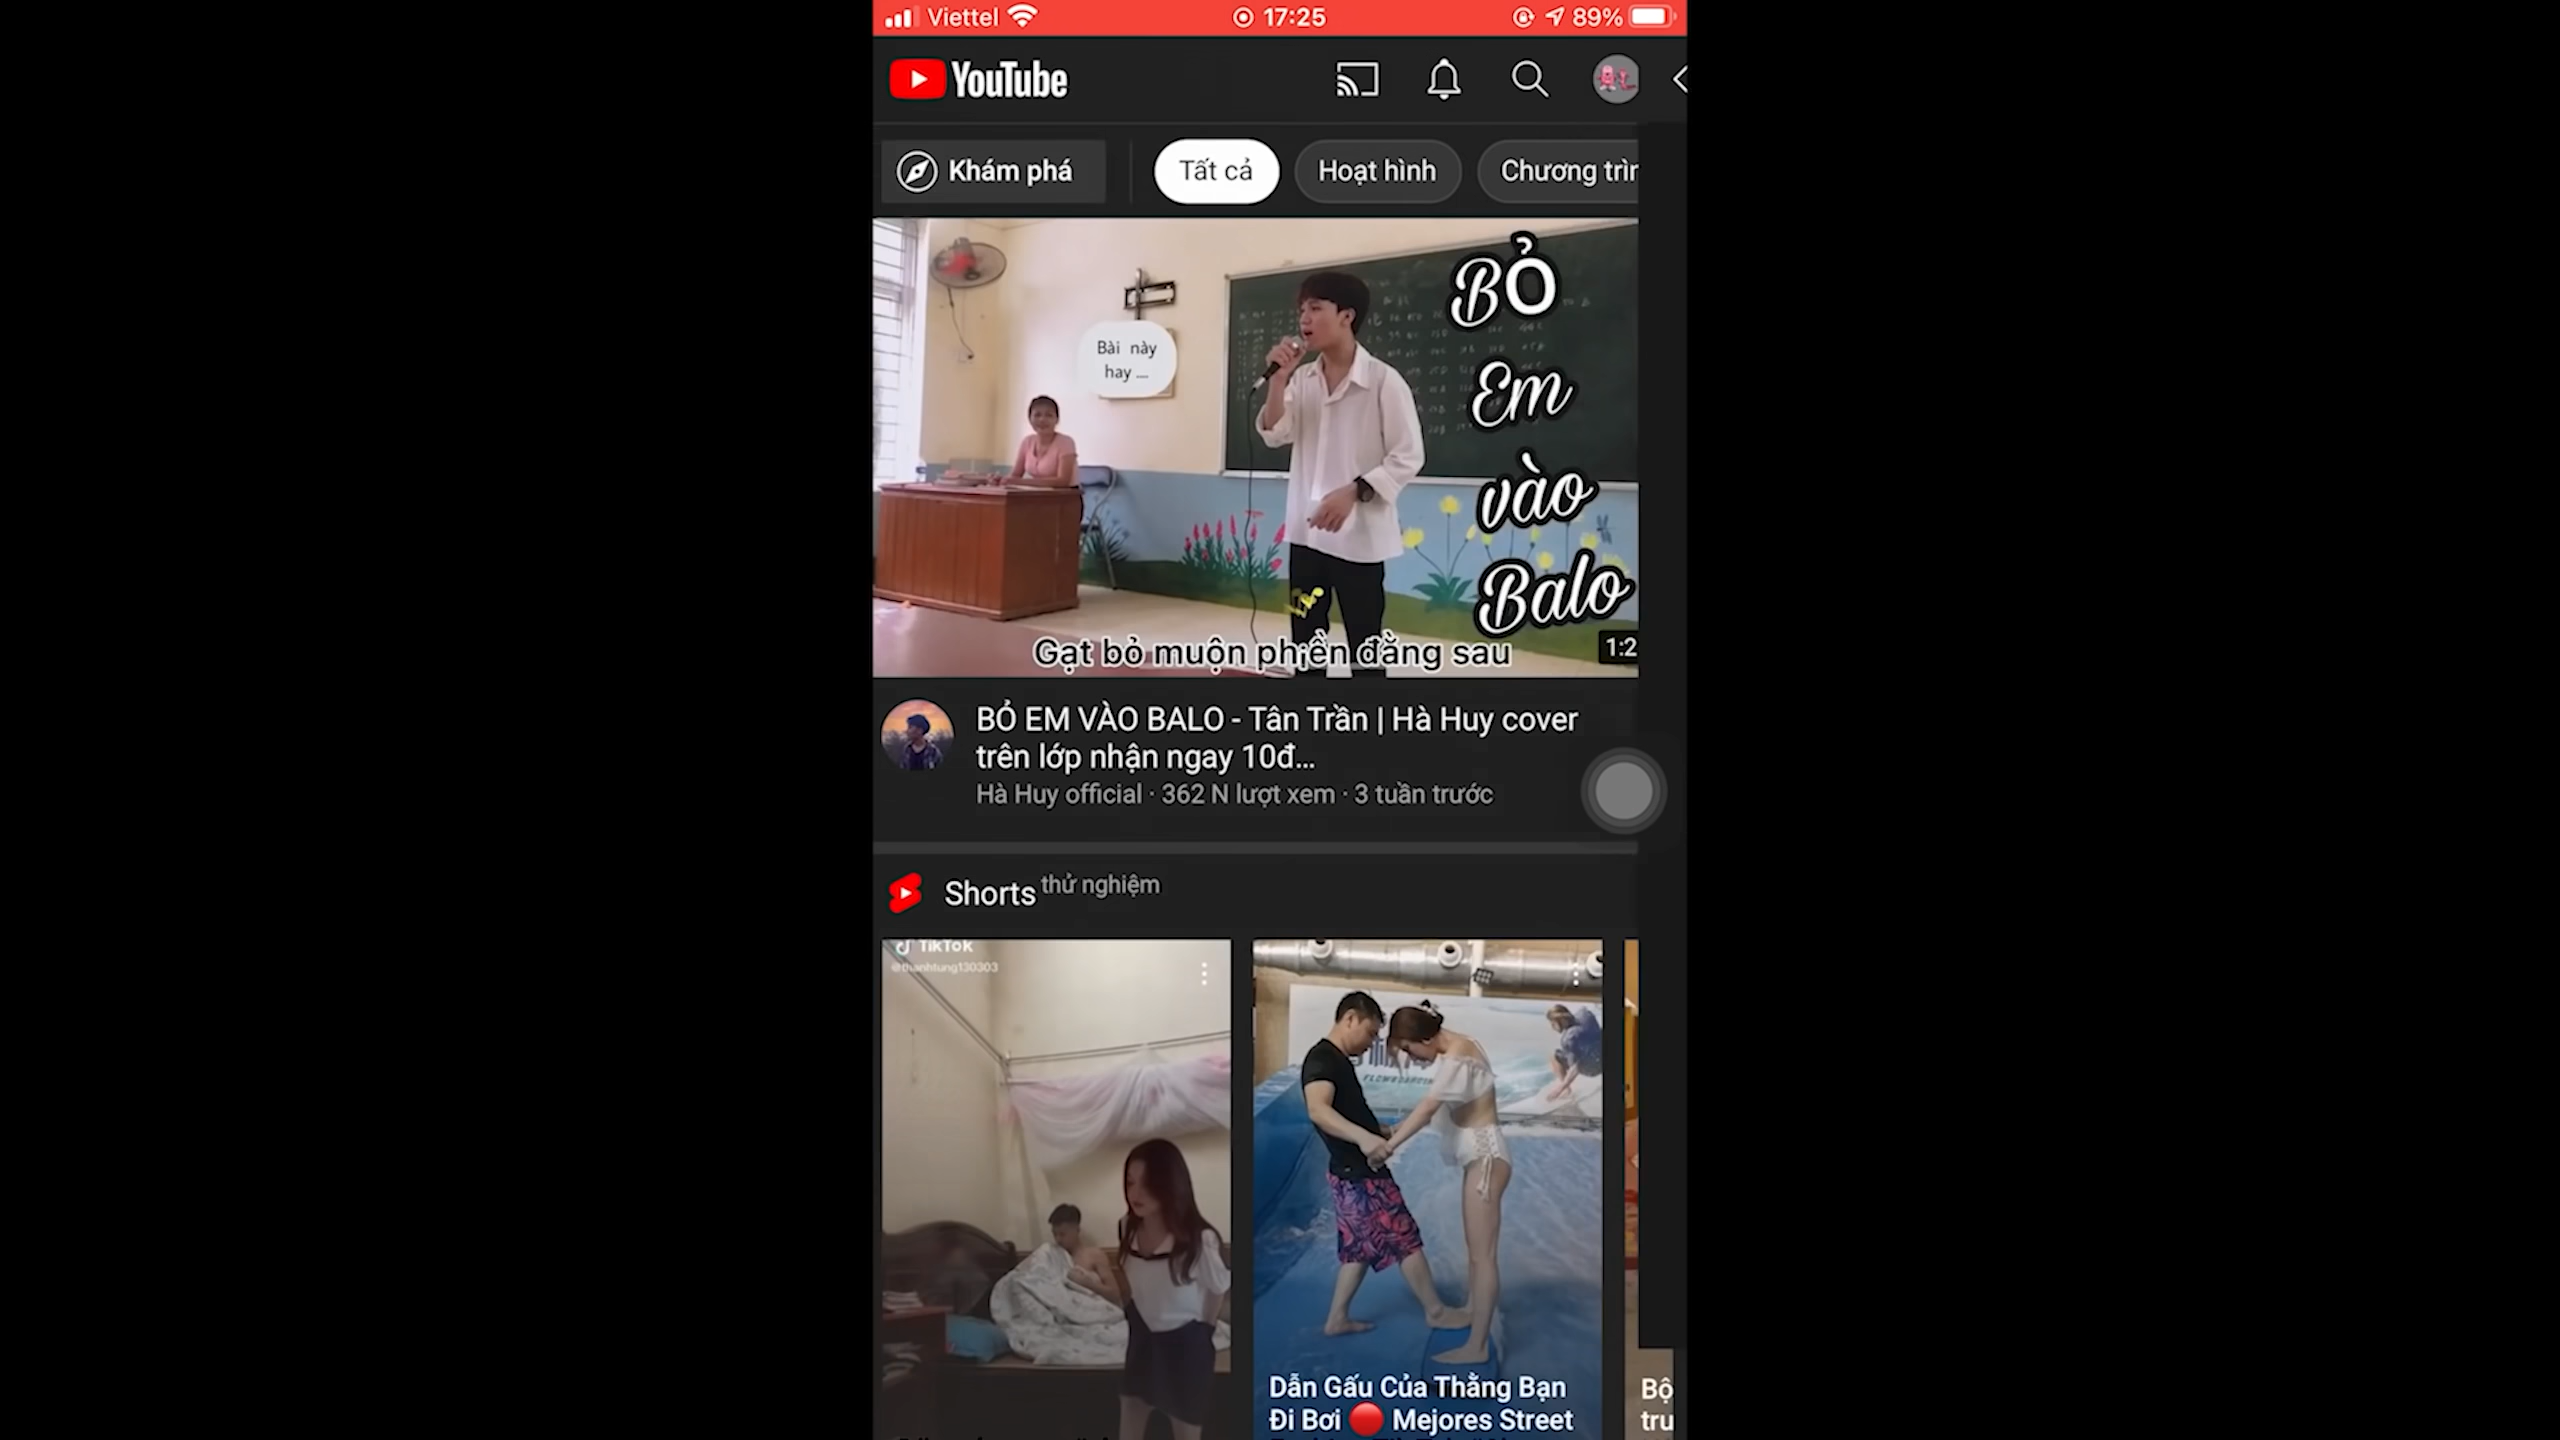 Viettel 17:25 89%
YouTube
Khám phá Tất cả Hoạt hình Chương trìn
BỎ
Em
vào
Balo
Bài này
hay ...
Gạt bỏ muộn phiền đằng sau
1:2
BỎ EM VÀO BALO - Tân Trần | Hà Huy cover
trên lớp nhận ngay 10đ...
Hà Huy official · 362 N lượt xem · 3 tuần trước
Shorts thử nghiệm
TikTok
@thanhtung130303
FLOWBOARDING
Dẫn Gấu Của Thằng Bạn
Đi Bơi 🔴 Mejores Street
Bộ
tru